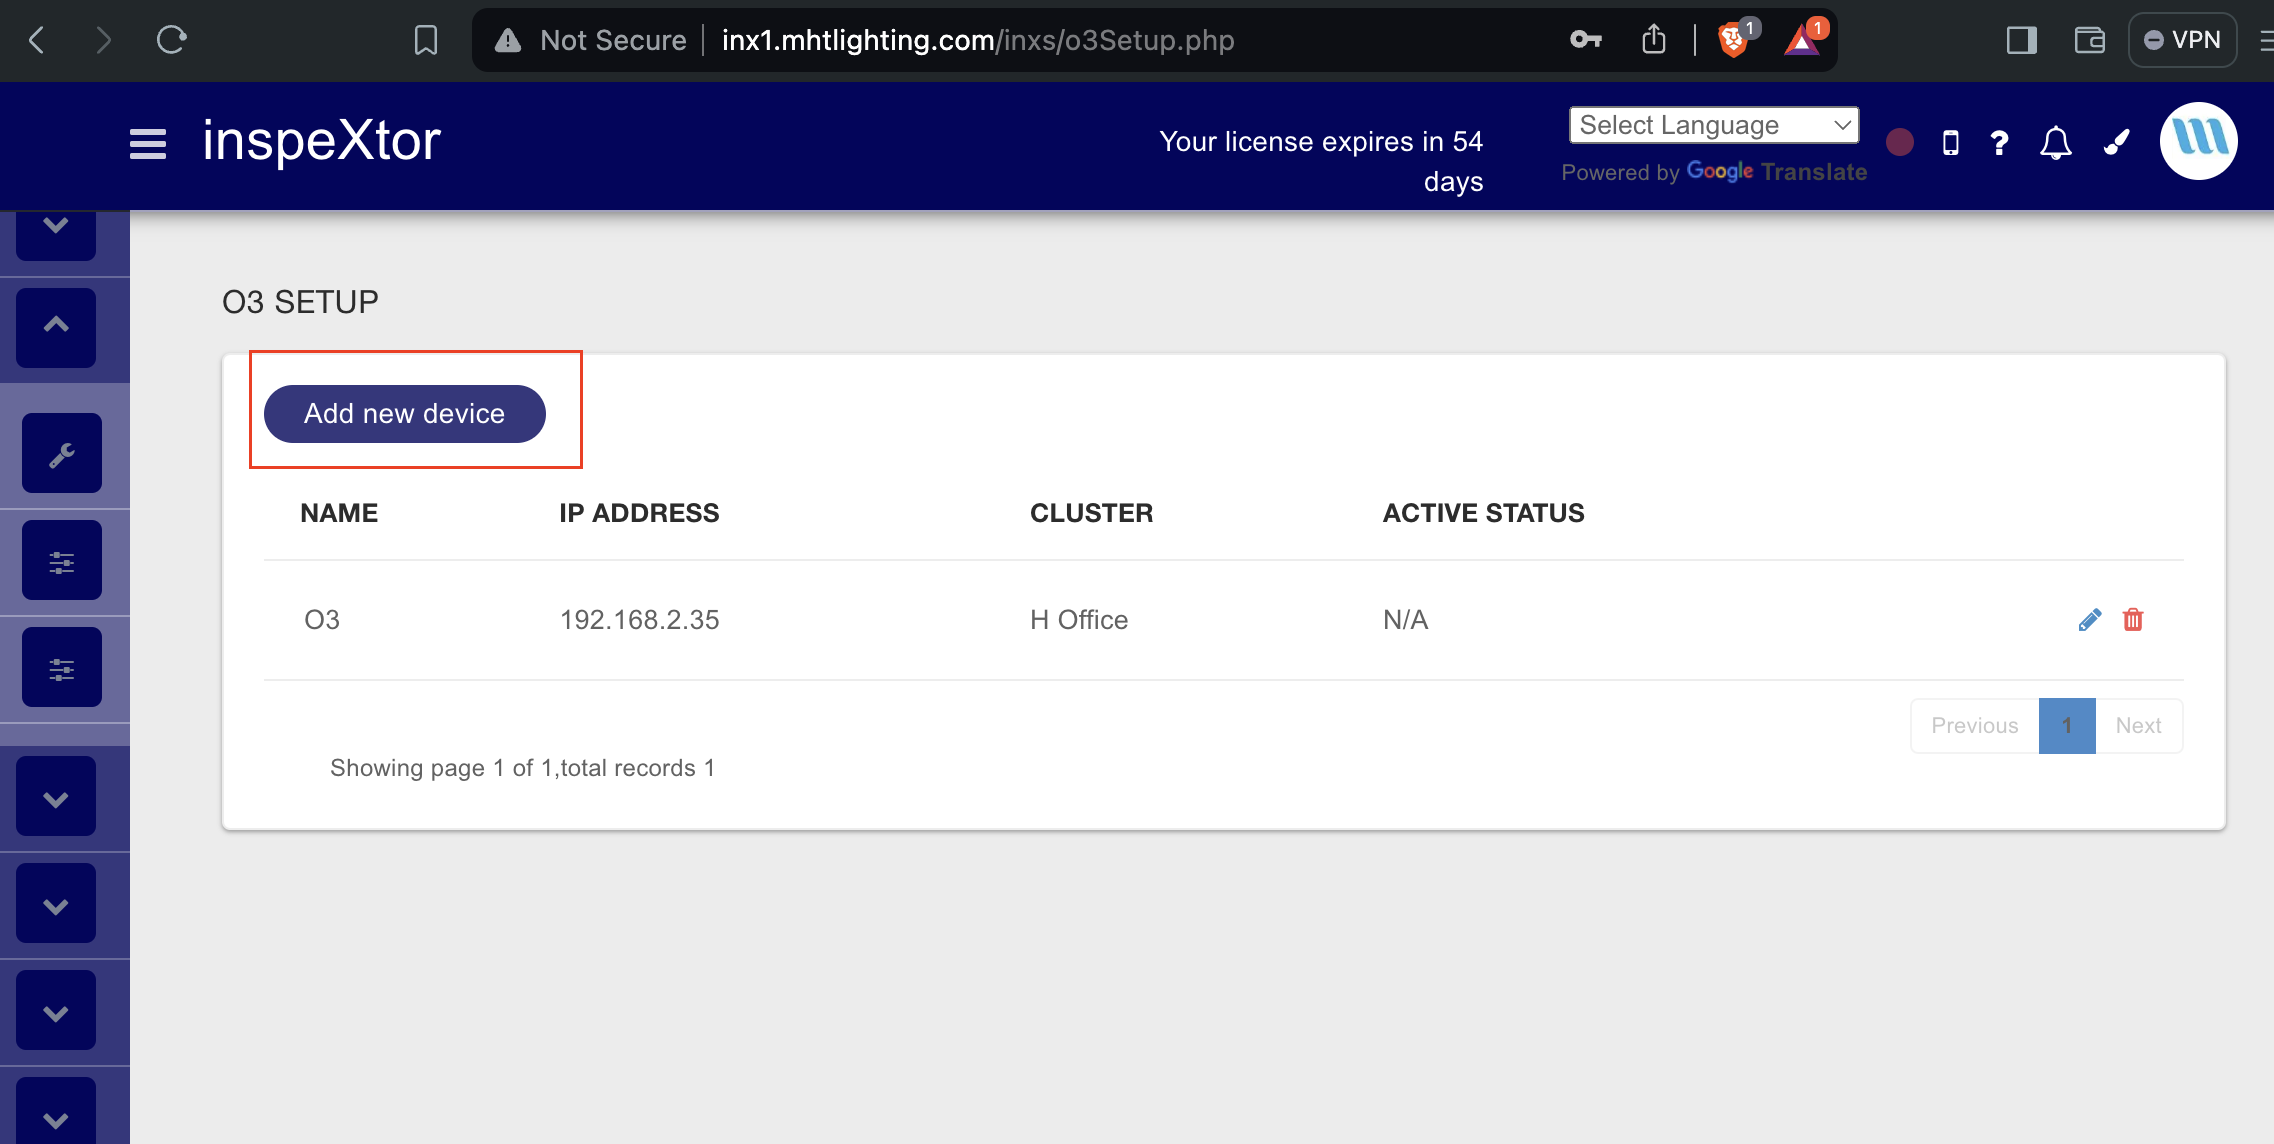 Not Secure inx1.mhtlighting.com/inxs/o3Setup.php
1
1
VPN
inspeXtor
Your license expires in 54
days
Select Language
Powered by Google Translate
?
O3 SETUP
Add new device
NAME IP ADDRESS CLUSTER ACTIVE STATUS
O3 192.168.2.35 H Office N/A
Previous 1 Next
Showing page 1 of 1,total records 1